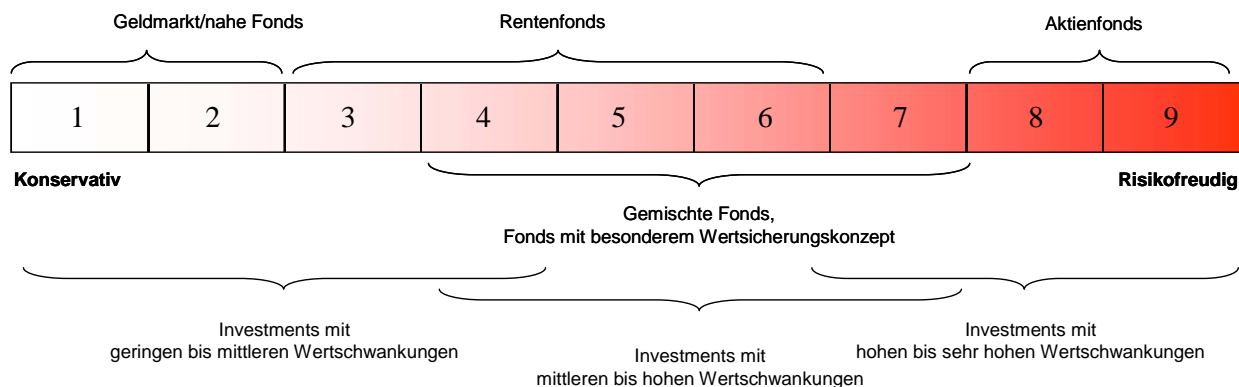 Geldmarkt/nahe Fonds
Rentenfonds
Aktienfonds
1 2 3 4 5 6 7 8 9
Konservativ
Risikofreudig
Gemischte Fonds,
Fonds mit besonderem Wertsicherungskonzept
Investments mit
geringen bis mittleren Wertschwankungen
Investments mit
mittleren bis hohen Wertschwankungen
Investments mit
hohen bis sehr hohen Wertschwankungen